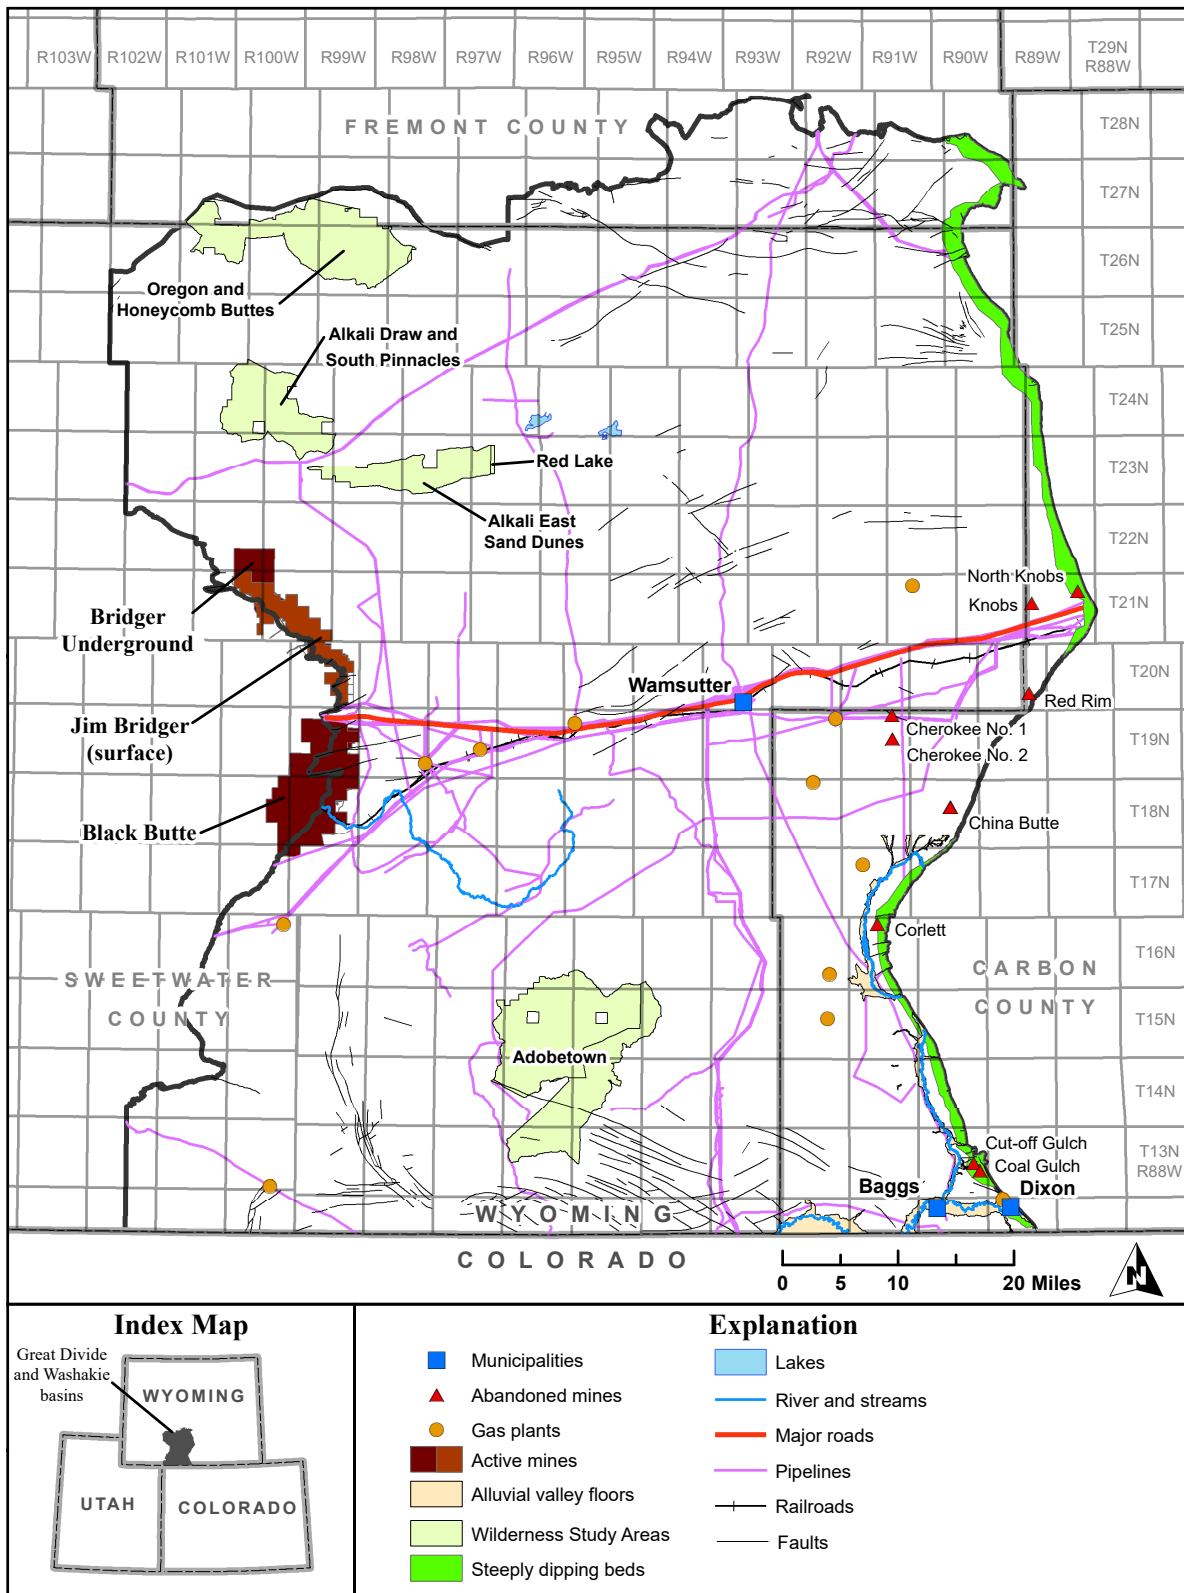 R103W R102W R101W R100W R99W R98W R97W R96W R95W R94W R93W R92W R91W R90W R89W T29N
R88W
FREMONT COUNTY
T28N
T27N
T26N
Oregon and
Honeycomb Buttes
T25N
Alkali Draw and
South Pinnacles
T24N
Red Lake
T23N
Alkali East
Sand Dunes
T22N
North Knobs
Knobs
T21N
Bridger
Underground
T20N
Wamsutter
Red Rim
Jim Bridger
(surface)
Cherokee No. 1
T19N
Cherokee No. 2
T18N
China Butte
Black Butte
T17N
Corlett
T16N
SWEETWATER
COUNTY
CARBON
COUNTY
T15N
Adobetown
T14N
Cut-off Gulch
Coal Gulch
T13N
R88W
Baggs
Dixon
WYOMING
COLORADO
0 5 10 20 Miles
N
Index Map
Great Divide
and Washakie
basins
WYOMING
UTAH
COLORADO
Explanation
Municipalities
Abandoned mines
Gas plants
Active mines
Alluvial valley floors
Wilderness Study Areas
Steeply dipping beds
Lakes
River and streams
Major roads
Pipelines
Railroads
Faults